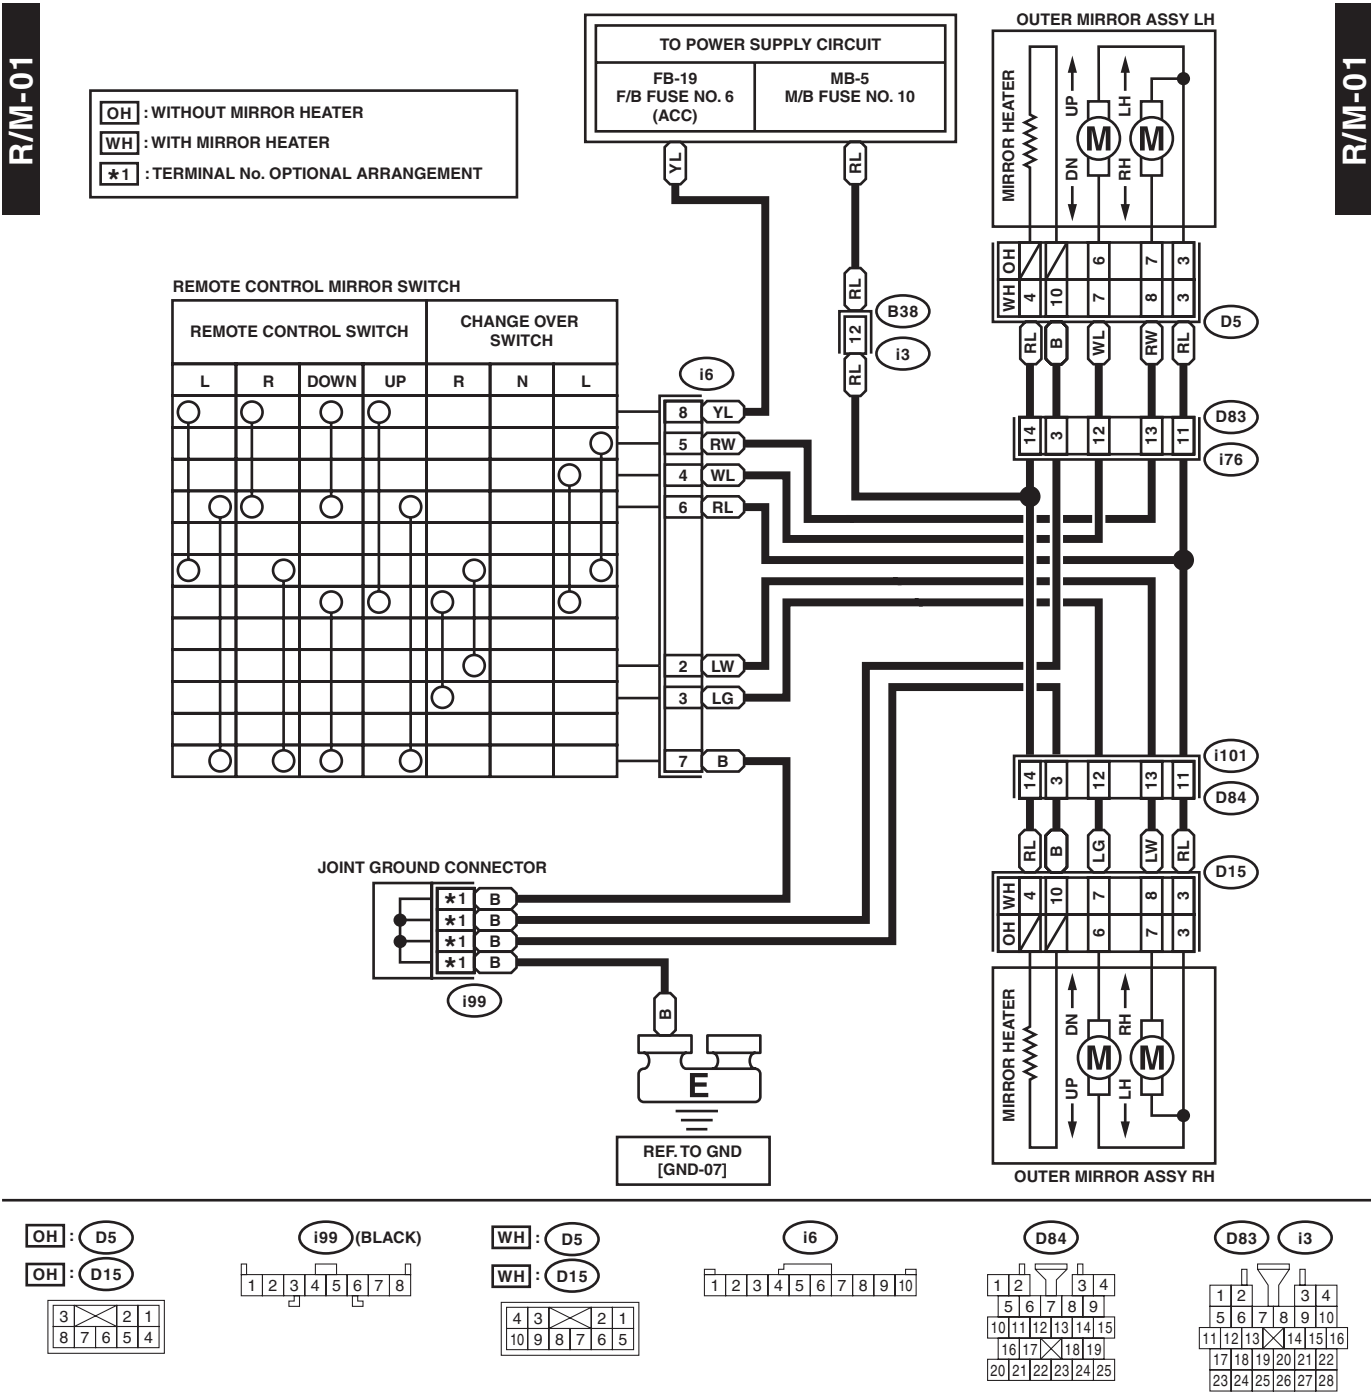 R/M-01
R/M-01
OH : WITHOUT MIRROR HEATER
WH : WITH MIRROR HEATER
*1 : TERMINAL No. OPTIONAL ARRANGEMENT
TO POWER SUPPLY CIRCUIT
FB-19
F/B FUSE NO. 6
(ACC)
MB-5
M/B FUSE NO. 10
YL
RL
RL
B38
12
i3
RL
OUTER MIRROR ASSY LH
MIRROR HEATER
UP
DN
LH
RH
M M
OH 6 7 3
WH 4 10 7 8 3
D5
RL B WL RW RL
D83
14 3 12 13 11
i76
REMOTE CONTROL MIRROR SWITCH
REMOTE CONTROL SWITCH
CHANGE OVER
SWITCH
L R DOWN UP R N L
i6
8 YL
5 RW
4 WL
6 RL
2 LW
3 LG
7 B
i101
14 3 12 13 11
D84
RL B LG LW RL
D15
WH 4 10 7 8 3
OH 6 7 3
MIRROR HEATER
DN
UP
RH
LH
M M
OUTER MIRROR ASSY RH
JOINT GROUND CONNECTOR
*1 B
*1 B
*1 B
*1 B
i99
B
E
REF. TO GND
[GND-07]
OH : D5
OH : D15
3 2 1
8 7 6 5 4
i99 (BLACK)
1 2 3 4 5 6 7 8
WH : D5
WH : D15
4 3 2 1
10 9 8 7 6 5
i6
1 2 3 4 5 6 7 8 9 10
D84
1 2 3 4
5 6 7 8 9
10 11 12 13 14 15
16 17 18 19
20 21 22 23 24 25
D83 i3
1 2 3 4
5 6 7 8 9 10
11 12 13 14 15 16
17 18 19 20 21 22
23 24 25 26 27 28